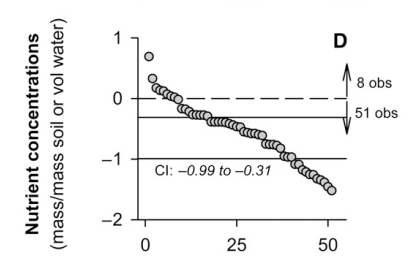 Nutrient concentrations
(mass/mass soil or vol water)
D
1
0
−1
−2
8 obs
51 obs
CI: −0.99 to −0.31
0
25
50